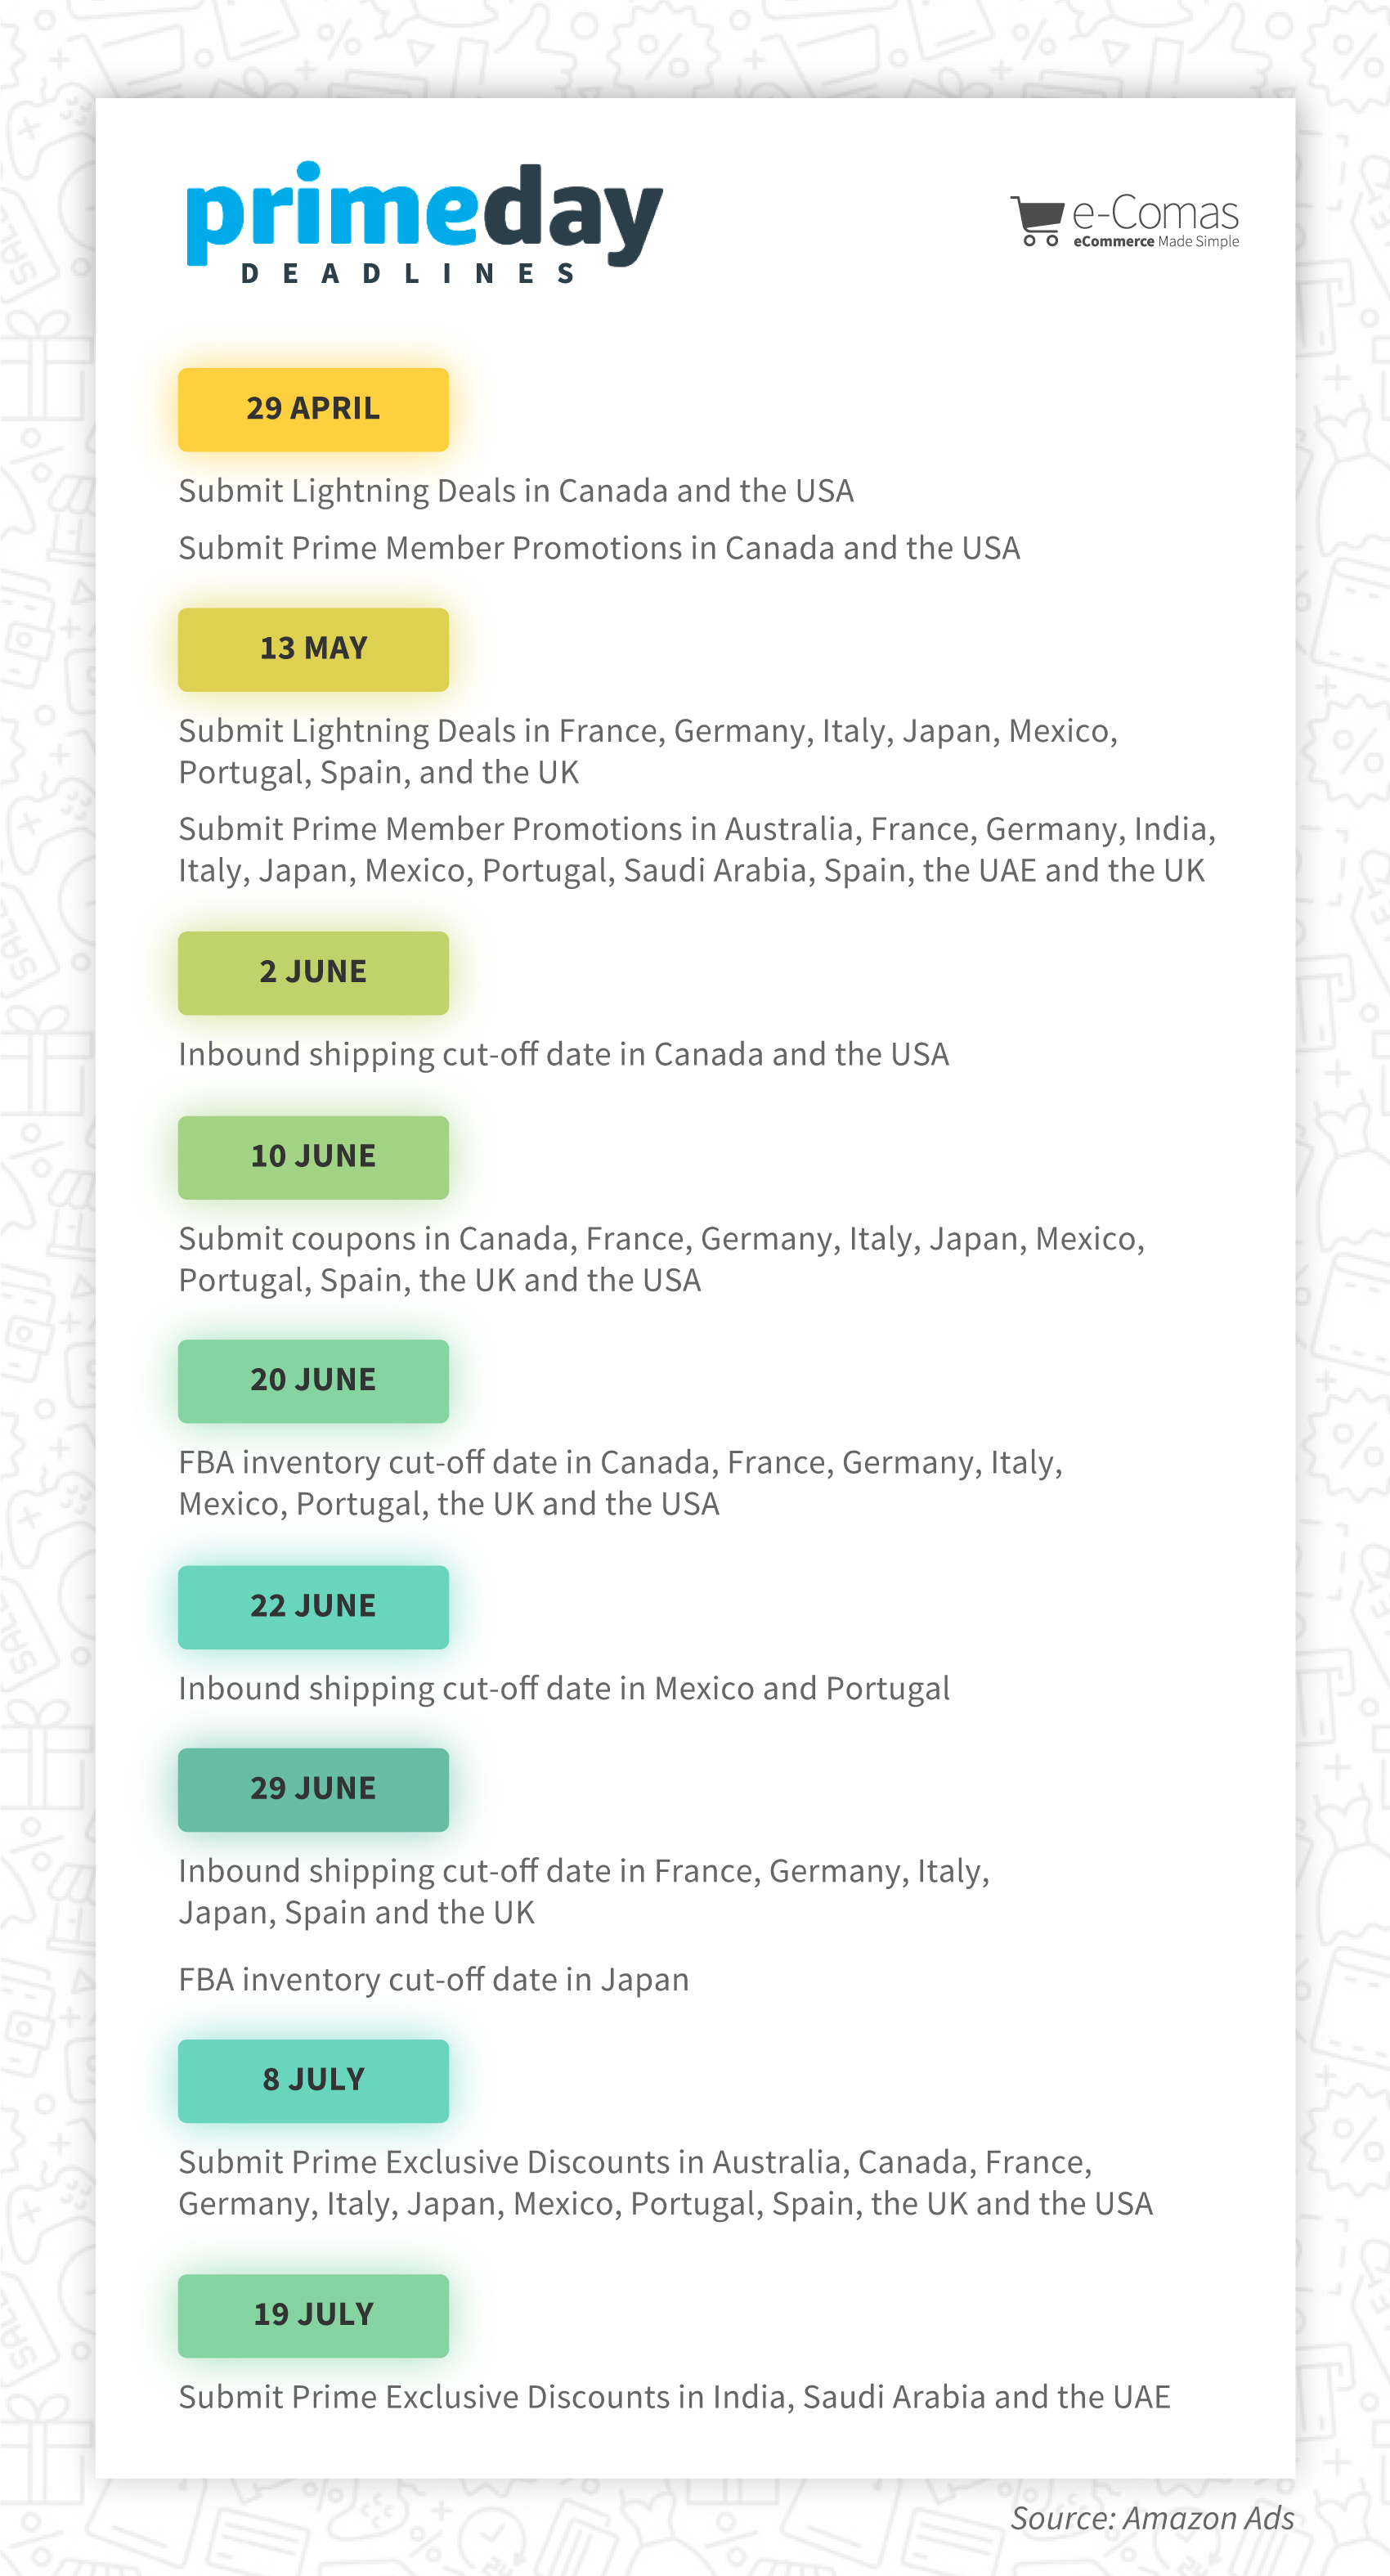 primeday
DEADLINES
e-Comas
eCommerce Made Simple
29 APRIL
Submit Lightning Deals in Canada and the USA
Submit Prime Member Promotions in Canada and the USA
13 MAY
Submit Lightning Deals in France, Germany, Italy, Japan, Mexico,
Portugal, Spain, and the UK
Submit Prime Member Promotions in Australia, France, Germany, India,
Italy, Japan, Mexico, Portugal, Saudi Arabia, Spain, the UAE and the UK
2 JUNE
Inbound shipping cut-off date in Canada and the USA
10 JUNE
Submit coupons in Canada, France, Germany, Italy, Japan, Mexico,
Portugal, Spain, the UK and the USA
20 JUNE
FBA inventory cut-off date in Canada, France, Germany, Italy,
Mexico, Portugal, the UK and the USA
22 JUNE
Inbound shipping cut-off date in Mexico and Portugal
29 JUNE
Inbound shipping cut-off date in France, Germany, Italy,
Japan, Spain and the UK
FBA inventory cut-off date in Japan
8 JULY
Submit Prime Exclusive Discounts in Australia, Canada, France,
Germany, Italy, Japan, Mexico, Portugal, Spain, the UK and the USA
19 JULY
Submit Prime Exclusive Discounts in India, Saudi Arabia and the UAE
Source: Amazon Ads